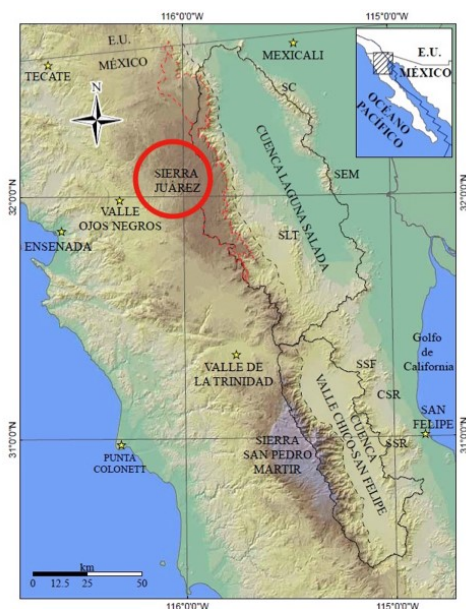 116°0'0"W
115°0'0"W
E.U.
MÉXICO
TECATE
MEXICALI
SC
E.U.
MÉXICO
OCÉANO
PACÍFICO
N
SIERRA
JUÁREZ
CUENCA LAGUNA SALADA
SEM
32°0'0"N
32°0'0"N
VALLE
OJOS NEGROS
ENSENADA
SLT
VALLE DE
LA TRINIDAD
SSF
Golfo
de
California
CSR
SAN
FELIPE
SSR
CUENCA
VALLE CHICO-SAN FELIPE
31°0'0"N
31°0'0"N
PUNTA
COLONETT
SIERRA
SAN PEDRO
MARTIR
km
0 12.5 25 50
116°0'0"W
115°0'0"W